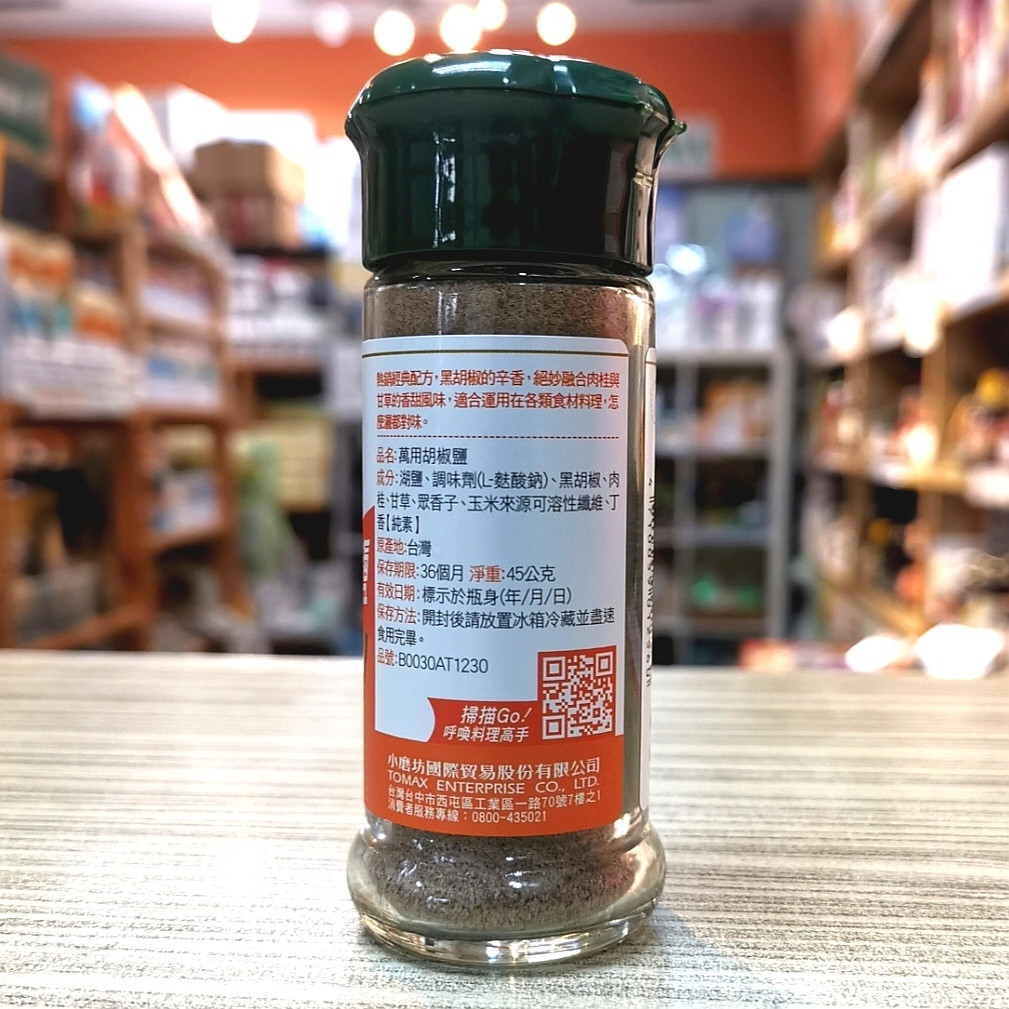 熱銷經典配方,黑胡椒的辛香,絕妙融合肉桂與
甘草的香甜風味,適合運用在各類食材料理,怎
麼灑都對味。
品名:萬用胡椒鹽
成分:湖鹽、調味劑(L-麩酸鈉)、黑胡椒、肉
桂、甘草、眾香子、玉米來源可溶性纖維、丁
香【純素】
原產地:台灣
保存期限:36個月 淨重:45公克
有效日期:標示於瓶身(年/月/日)
保存方法:開封後請放置冰箱冷藏並盡速
食用完畢。
品號:B0030AT1230
掃描Go!
呼喚料理高手
小磨坊國際貿易股份有限公司
TOMAX ENTERPRISE CO., LTD.
台灣台中市西屯區工業區一路70號7樓之1
消費者服務專線:0800-435021